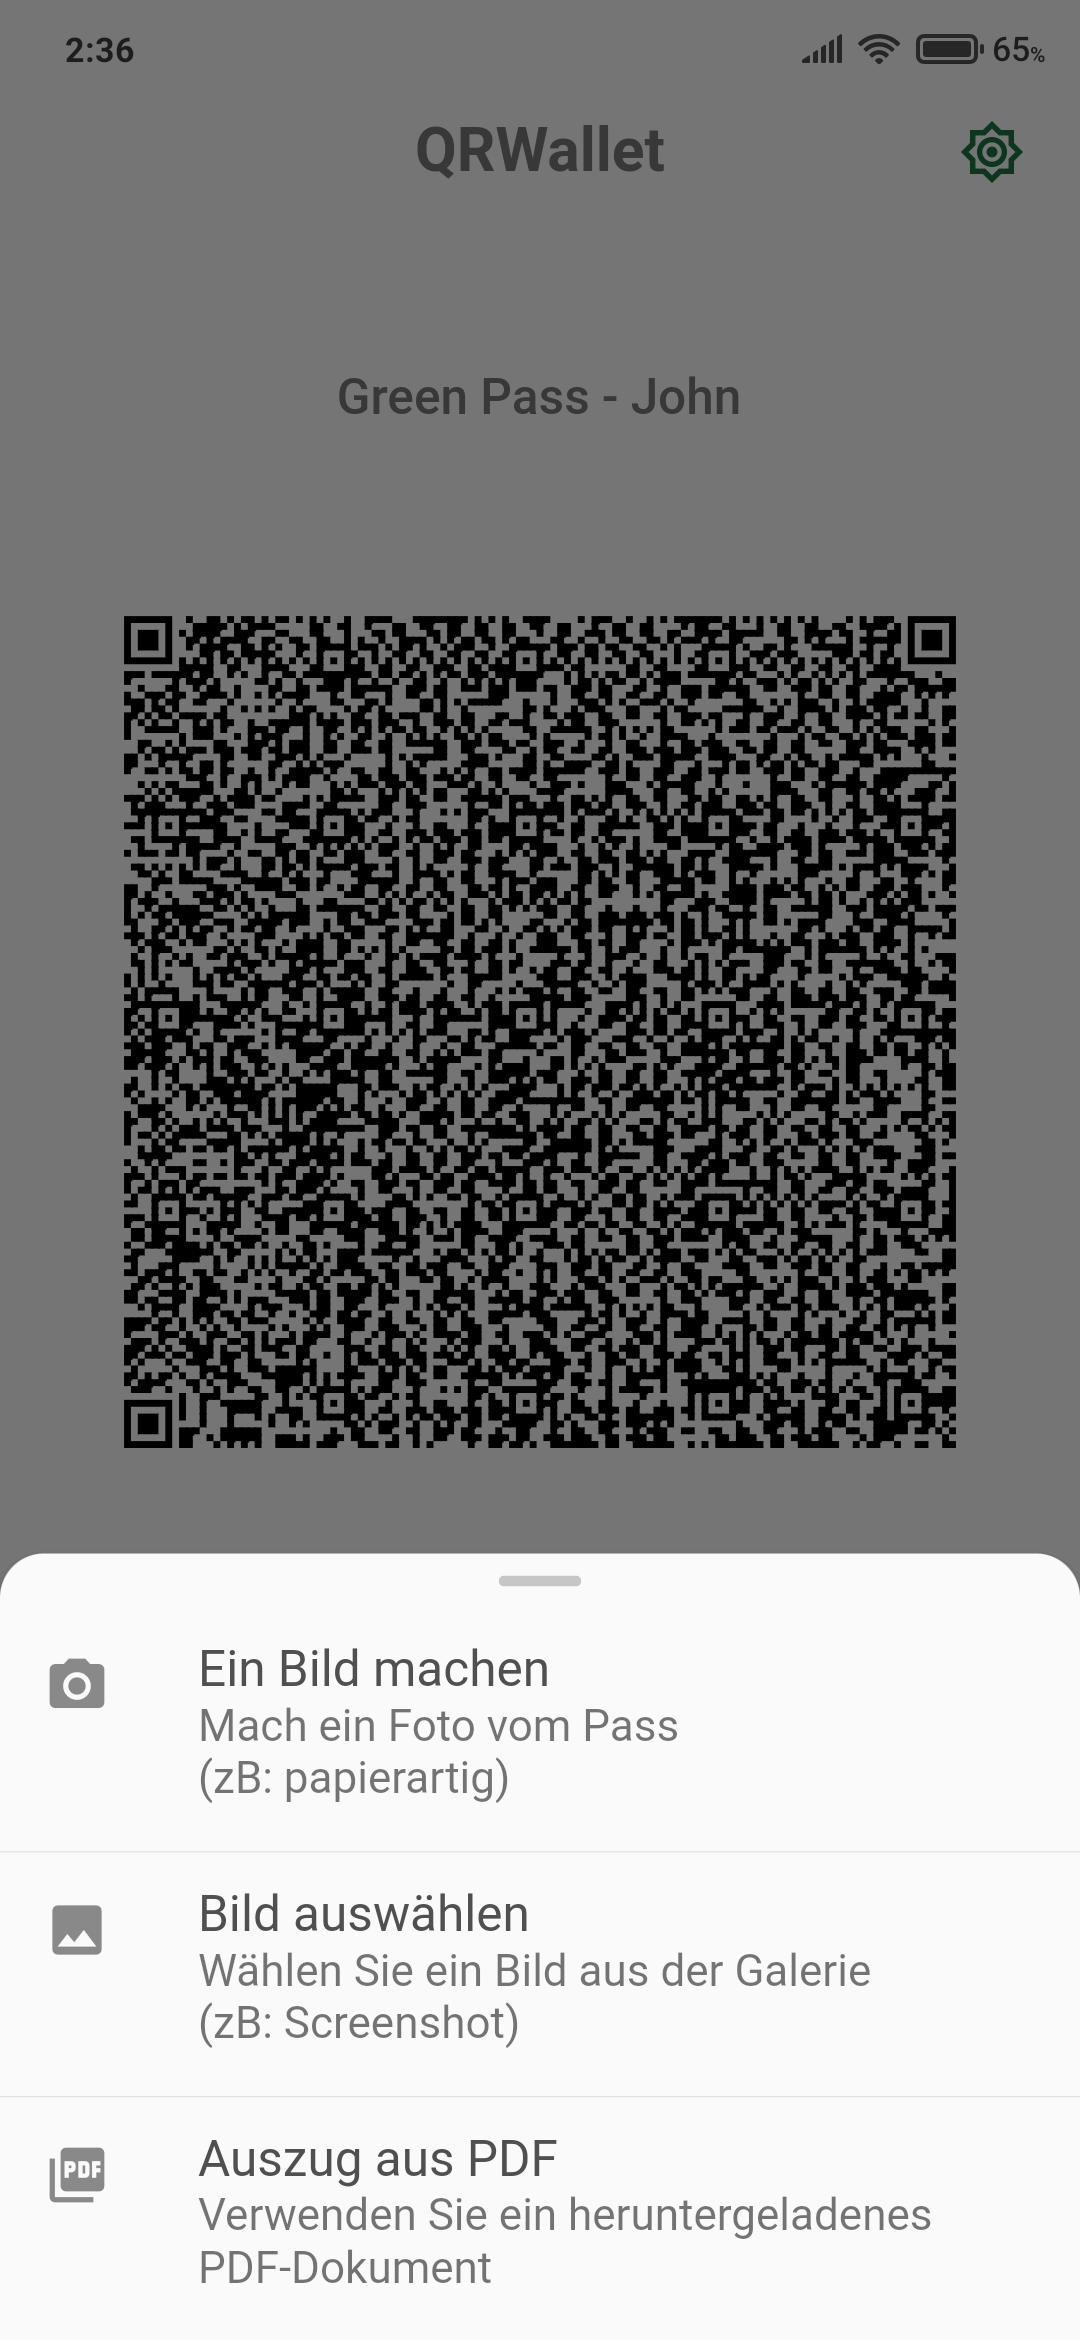 2:36
65%
QRWallet
Green Pass - John
Ein Bild machen
Mach ein Foto vom Pass
(zB: papierartig)
Bild auswählen
Wählen Sie ein Bild aus der Galerie
(zB: Screenshot)
PDF
Auszug aus PDF
Verwenden Sie ein heruntergeladenes
PDF-Dokument